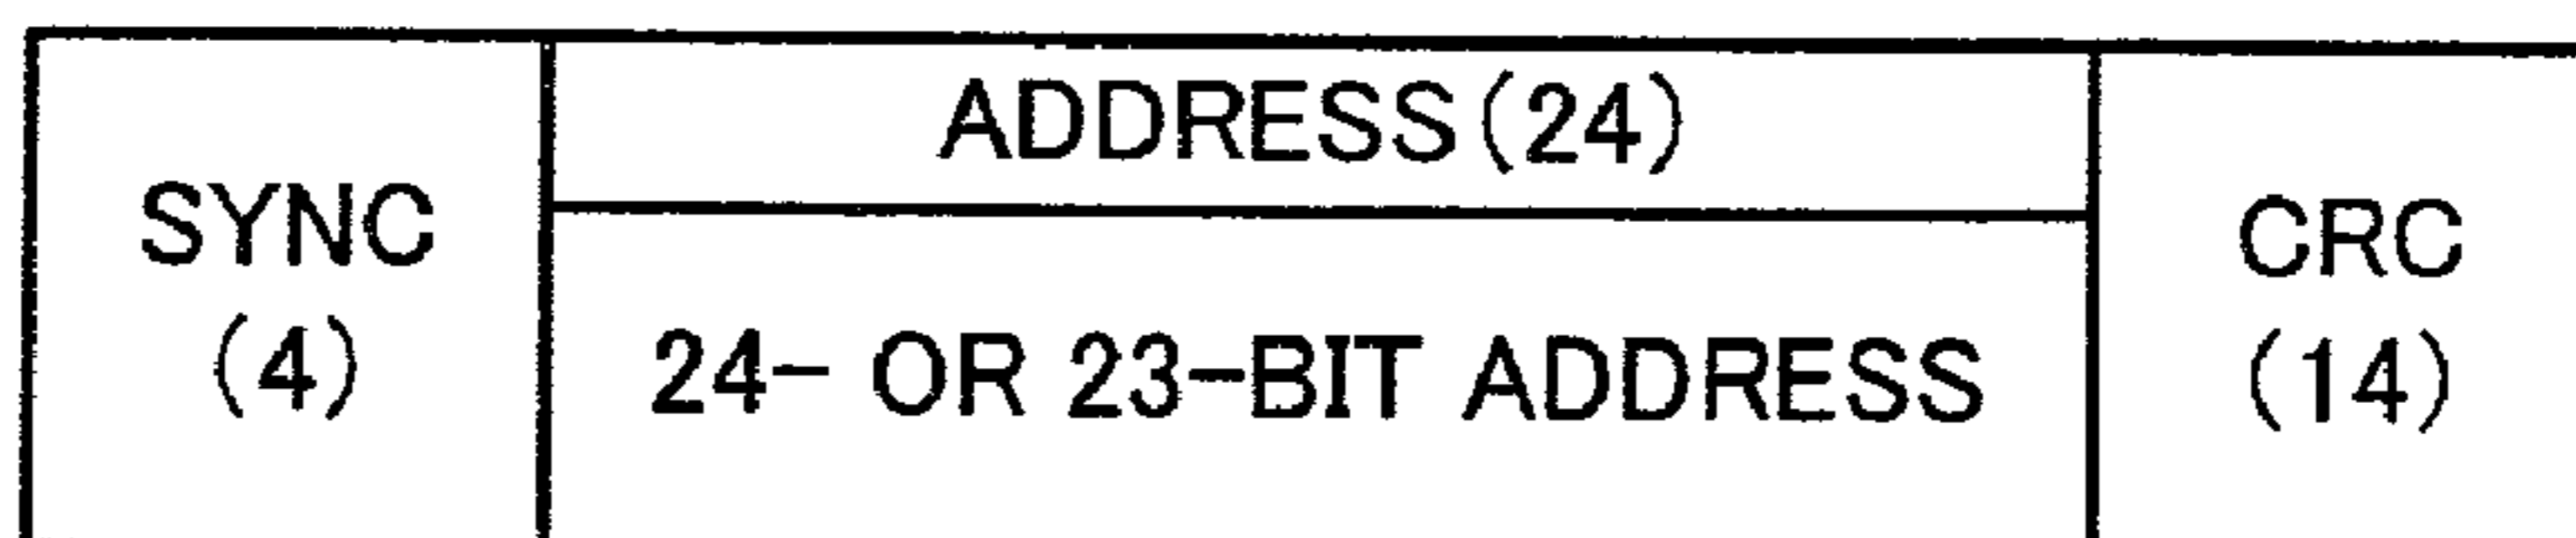 SYNC
(4)
ADDRESS(24)
24- OR 23-BIT ADDRESS
CRC
(14)